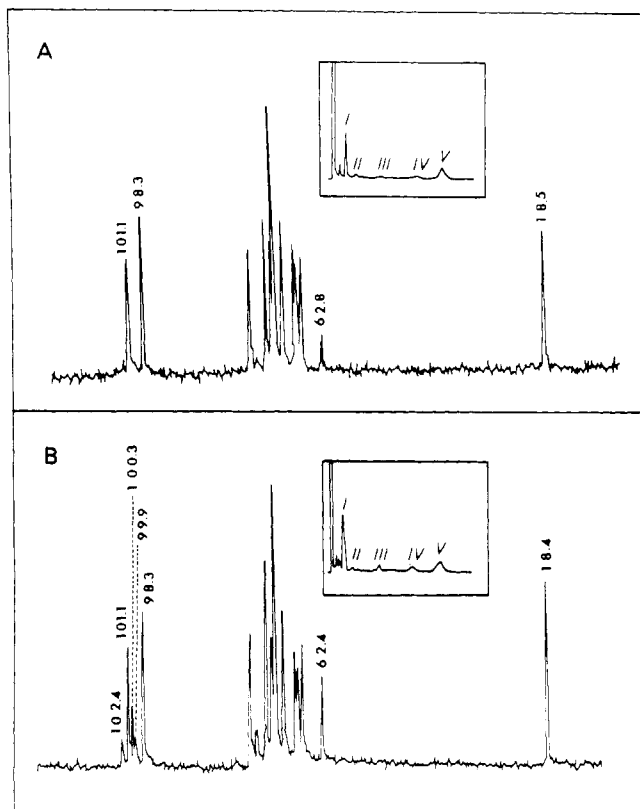 A
101.1
98.3
62.8
18.5
I
II
III
IV
V
B
102.4
101.1
100.3
99.9
98.3
62.4
18.4
I
II
III
IV
V